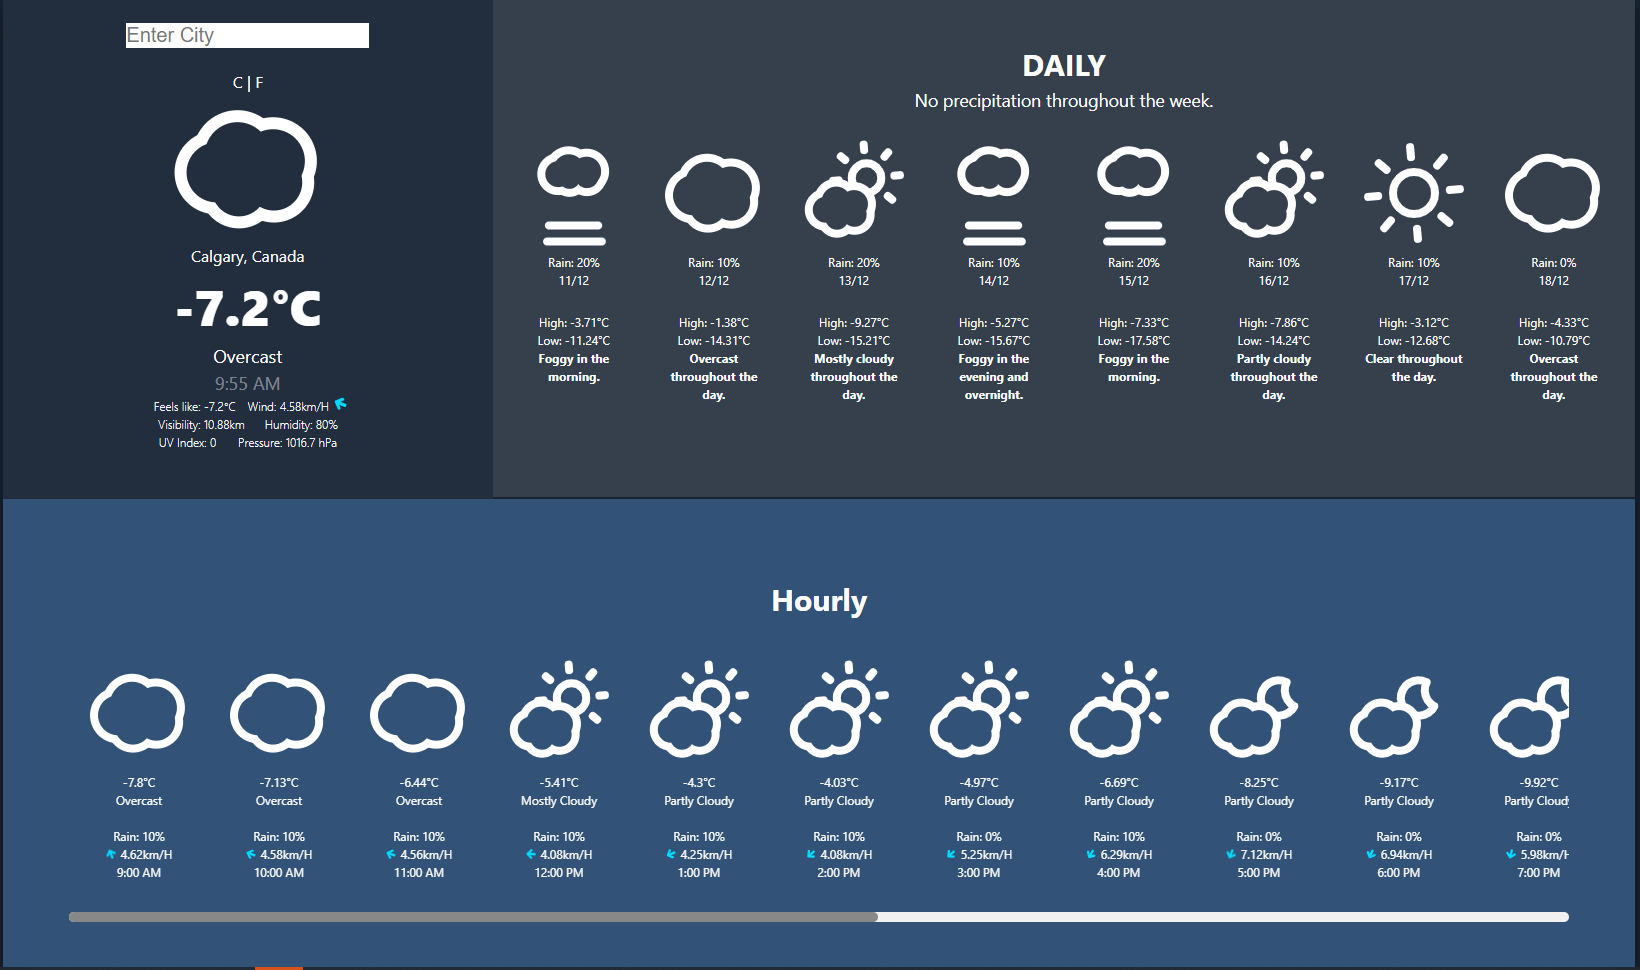 Enter City
C | F
Calgary, Canada
-7.2°C
Overcast
9:55 AM
Feels like: -7.2°C Wind: 4.58km/H
Visibility: 10.88km Humidity: 80%
UV Index: 0 Pressure: 1016.7 hPa
DAILY
No precipitation throughout the week.
Rain: 20% Rain: 10% Rain: 20% Rain: 10% Rain: 20% Rain: 10% Rain: 10% Rain: 0%
11/12 12/12 13/12 14/12 15/12 16/12 17/12 18/12
High: -3.71°C High: -1.38°C High: -9.27°C High: -5.27°C High: -7.33°C High: -7.86°C High: -3.12°C High: -4.33°C
Low: -11.24°C Low: -14.31°C Low: -15.21°C Low: -15.67°C Low: -17.58°C Low: -14.24°C Low: -12.68°C Low: -10.79°C
Foggy in the Overcast Mostly cloudy Foggy in the Foggy in the Partly cloudy Clear throughout Overcast
morning. throughout the throughout the evening and morning. throughout the the day. throughout the
day. day. overnight. day. day.
Hourly
-7.8°C -7.13°C -6.44°C -5.41°C -4.3°C -4.03°C -4.97°C -6.69°C -8.25°C -9.17°C -9.92°C
Overcast Overcast Overcast Mostly Cloudy Partly Cloudy Partly Cloudy Partly Cloudy Partly Cloudy Partly Cloudy Partly Cloudy Partly Cloudy
Rain: 10% Rain: 10% Rain: 10% Rain: 10% Rain: 10% Rain: 10% Rain: 0% Rain: 10% Rain: 0% Rain: 0% Rain: 0%
4.62km/H 4.58km/H 4.56km/H 4.08km/H 4.25km/H 4.08km/H 5.25km/H 6.29km/H 7.12km/H 6.94km/H 5.98km/H
9:00 AM 10:00 AM 11:00 AM 12:00 PM 1:00 PM 2:00 PM 3:00 PM 4:00 PM 5:00 PM 6:00 PM 7:00 PM